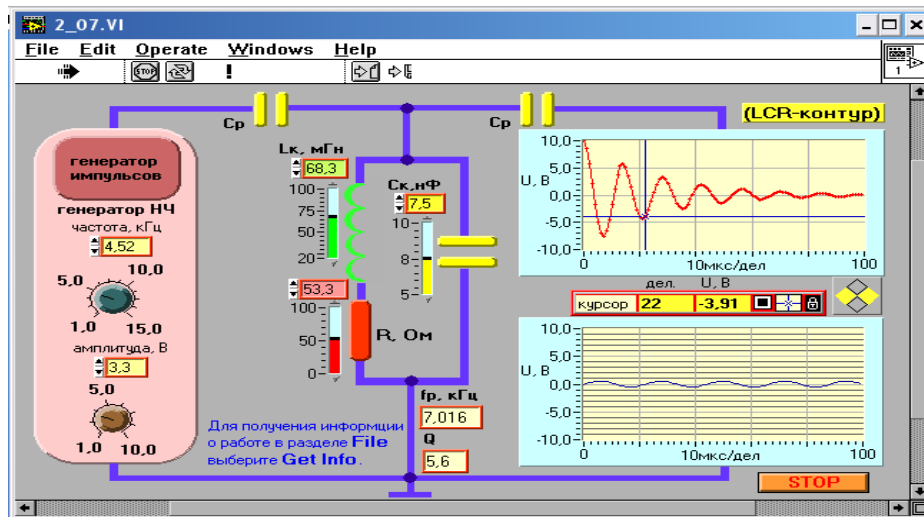 2_07.VI
File Edit Operate Windows Help
STOP
1
Cp
Cp
(LCR-контур)
генератор
импульсов
генератор НЧ
частота, кГц
4,52
5,0
10,0
1,0
15,0
амплитуда, В
3,3
5,0
1,0
10,0
Lк, мГн
68,3
100
75
50
20
53,3
100
50
0
R, Ом
Ск,нФ
7,5
10
8
5
fp, кГц
7,016
Q
5,6
Для получения информции
о работе в разделе File
выберите Get Info.
10,0
5,0
U, В
0,0
-5,0
-10,0
0
10мкс/дел
100
дел. U, В
курсор 22 -3,91
10,0
5,0
U, В
0,0
-5,0
-10,0
0
10мкс/дел
100
STOP